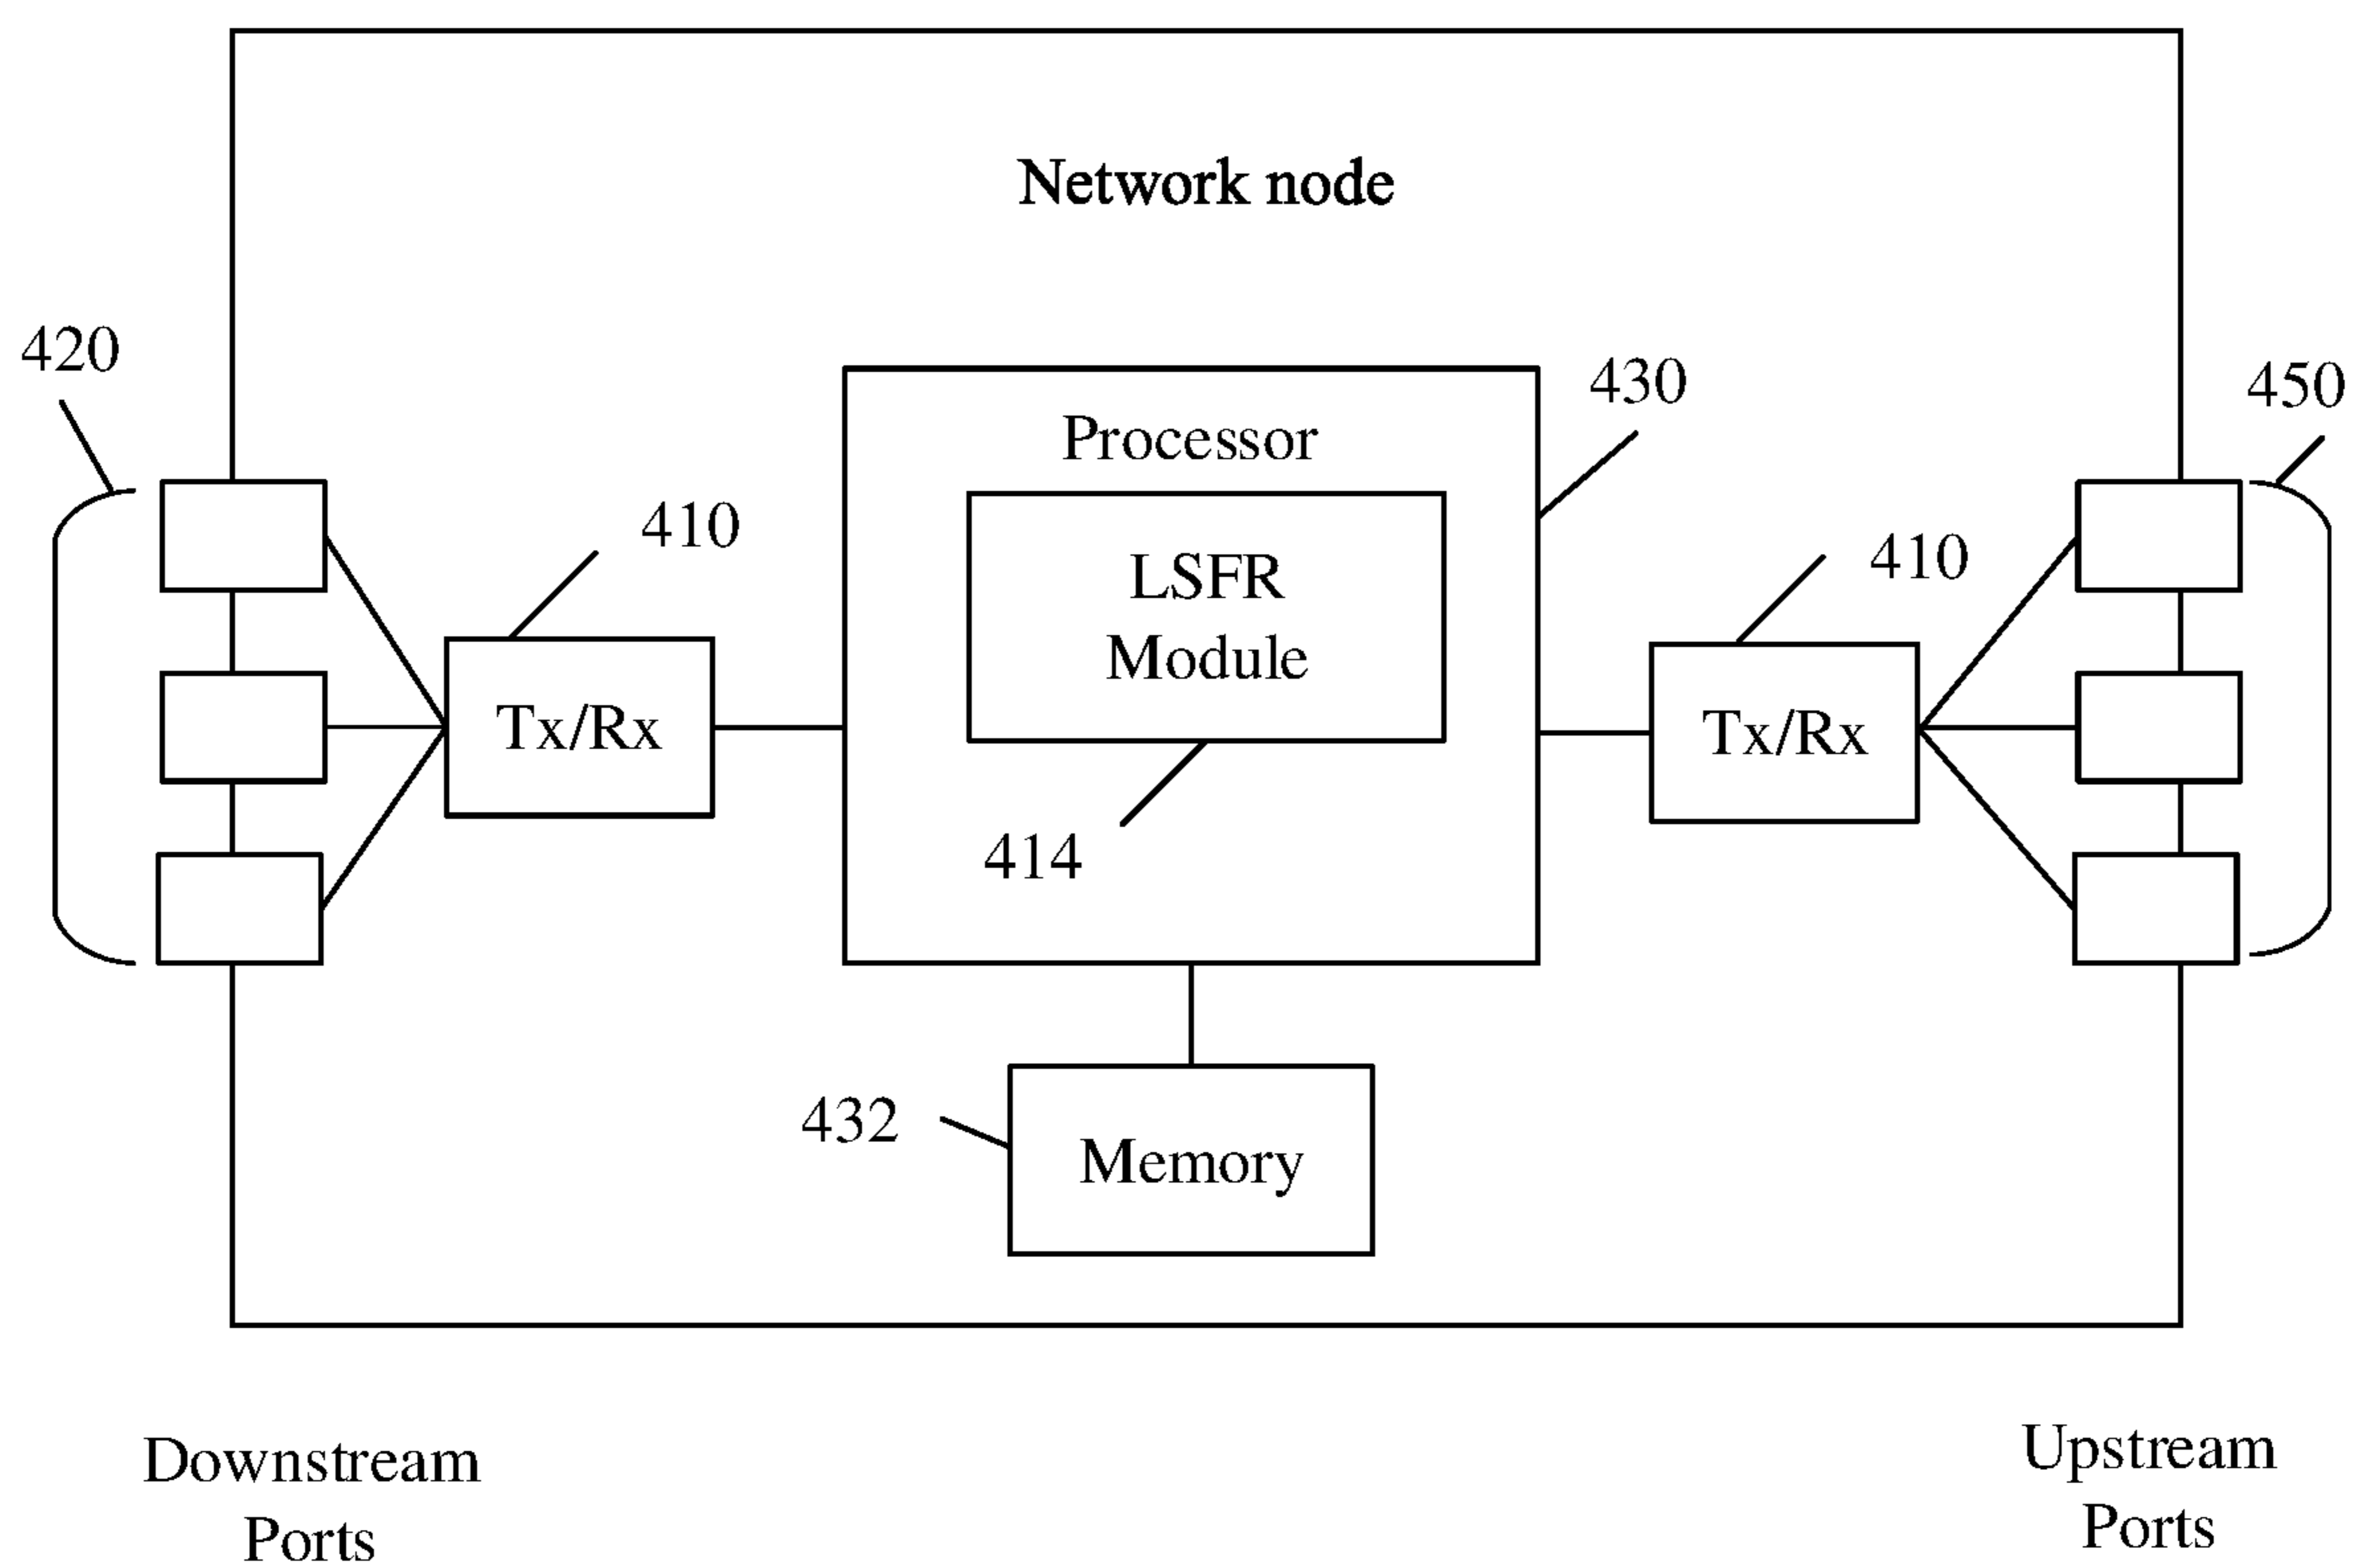 Network node
420
430
450
Processor
410
LSFR
Module
410
Tx/Rx
Tx/Rx
414
432
Memory
Downstream
Ports
Upstream
Ports